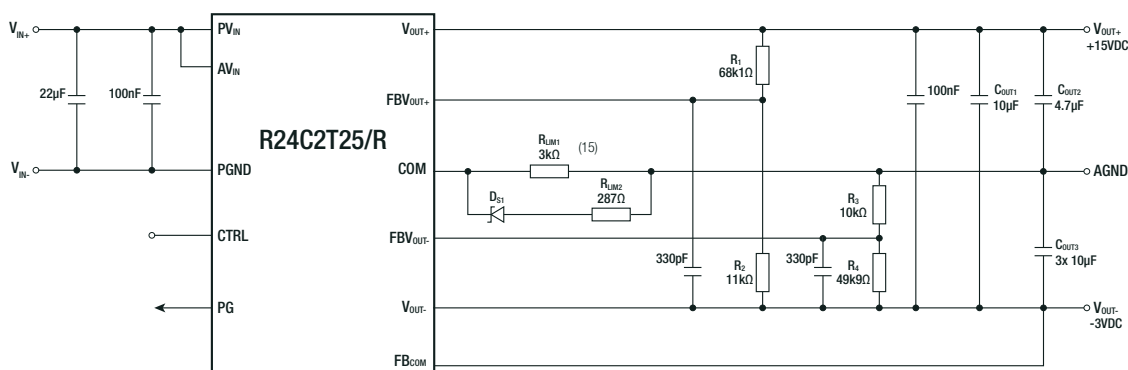 VIN+
PVIN
VOUT+
VOUT+
+15VDC
R1
68k1Ω
AVIN
FBVOUT+
22µF
100nF
100nF
COUT1
10µF
COUT2
4.7µF
R24C2T25/R
RLIM1
3kΩ
(15)
VIN-
PGND
COM
AGND
DS1
RLIM2
287Ω
R3
10kΩ
CTRL
FBVOUT-
330pF
R2
11kΩ
330pF
R4
49k9Ω
COUT3
3x 10µF
PG
VOUT-
VOUT-
-3VDC
FBCOM